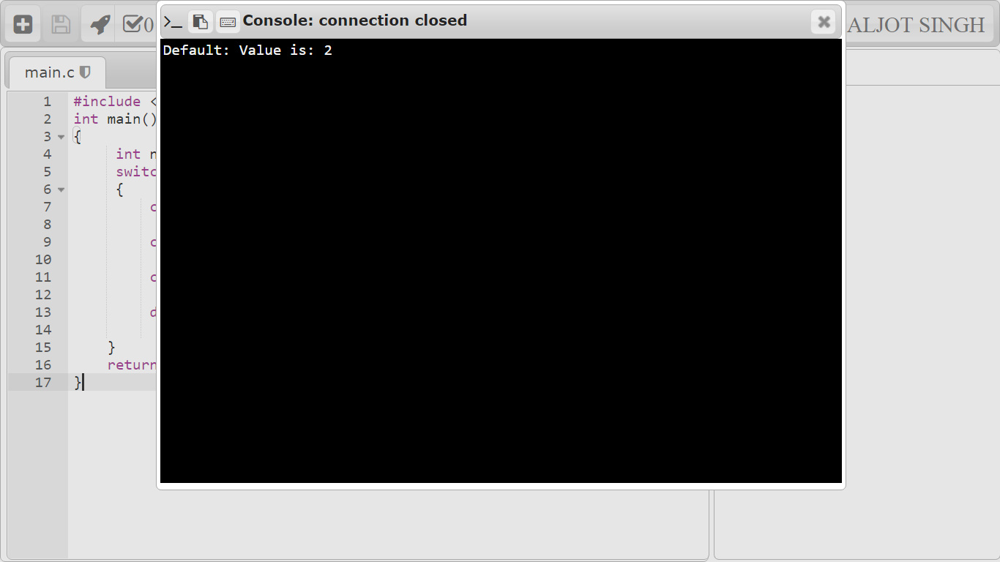 0
Console: connection closed
ALJOT SINGH
Default: Value is: 2
main.c
1 #include <
2 int main()
3 {
4 int
5
6 {
7
8
9
10
11
12
13
14
15 }
16 return
17 }